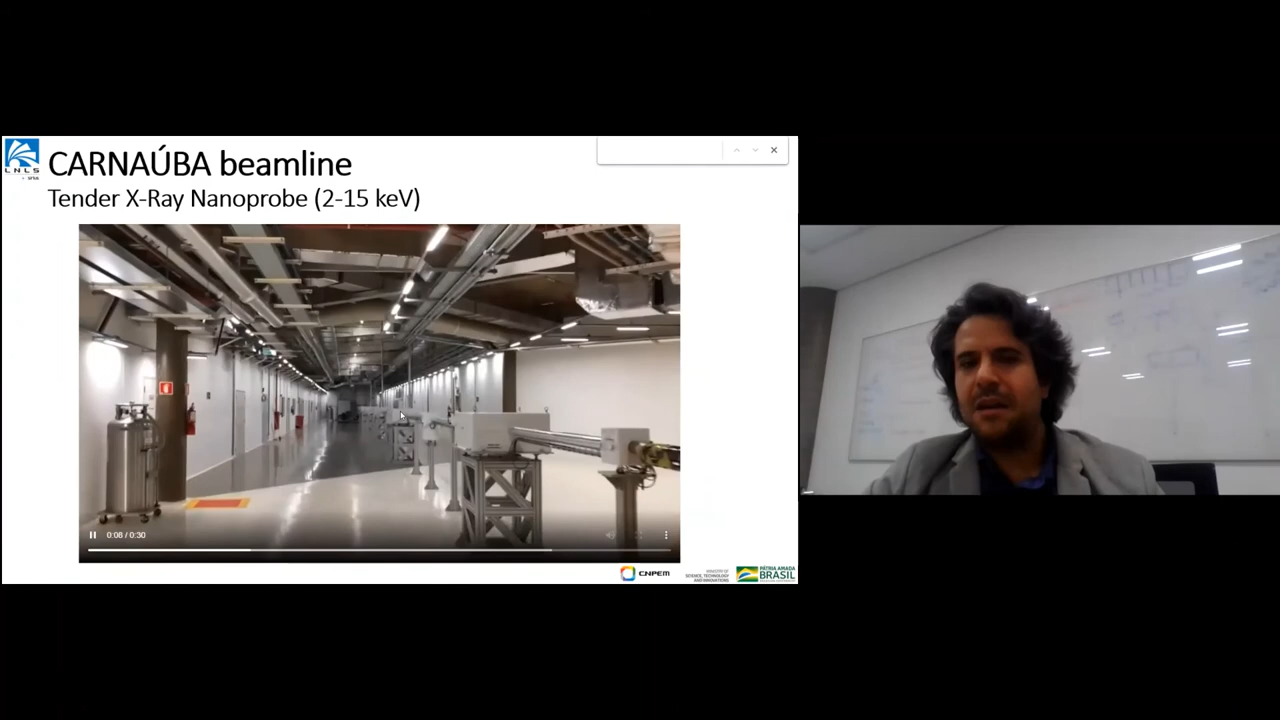 LNLS
CARNAÚBA beamline
Tender X-Ray Nanoprobe (2-15 keV)
0:08 / 0:30
CNPEM
MINISTRY OF
SCIENCE, TECHNOLOGY
AND INNOVATIONS
PÁTRIA AMADA
BRASIL